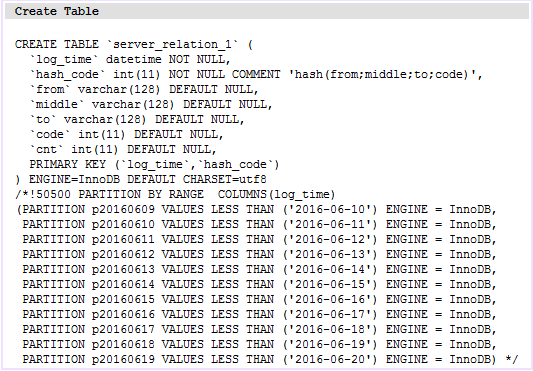 Create Table
CREATE TABLE `server_relation_1` (
`log_time` datetime NOT NULL,
`hash_code` int(11) NOT NULL COMMENT 'hash(from;middle;to;code)',
`from` varchar(128) DEFAULT NULL,
`middle` varchar(128) DEFAULT NULL,
`to` varchar(128) DEFAULT NULL,
`code` int(11) DEFAULT NULL,
`cnt` int(11) DEFAULT NULL,
PRIMARY KEY (`log_time`,`hash_code`)
) ENGINE=InnoDB DEFAULT CHARSET=utf8
/*!50500 PARTITION BY RANGE  COLUMNS(log_time)
(PARTITION p20160609 VALUES LESS THAN ('2016-06-10') ENGINE = InnoDB,
PARTITION p20160610 VALUES LESS THAN ('2016-06-11') ENGINE = InnoDB,
PARTITION p20160611 VALUES LESS THAN ('2016-06-12') ENGINE = InnoDB,
PARTITION p20160612 VALUES LESS THAN ('2016-06-13') ENGINE = InnoDB,
PARTITION p20160613 VALUES LESS THAN ('2016-06-14') ENGINE = InnoDB,
PARTITION p20160614 VALUES LESS THAN ('2016-06-15') ENGINE = InnoDB,
PARTITION p20160615 VALUES LESS THAN ('2016-06-16') ENGINE = InnoDB,
PARTITION p20160616 VALUES LESS THAN ('2016-06-17') ENGINE = InnoDB,
PARTITION p20160617 VALUES LESS THAN ('2016-06-18') ENGINE = InnoDB,
PARTITION p20160618 VALUES LESS THAN ('2016-06-19') ENGINE = InnoDB,
PARTITION p20160619 VALUES LESS THAN ('2016-06-20') ENGINE = InnoDB) */